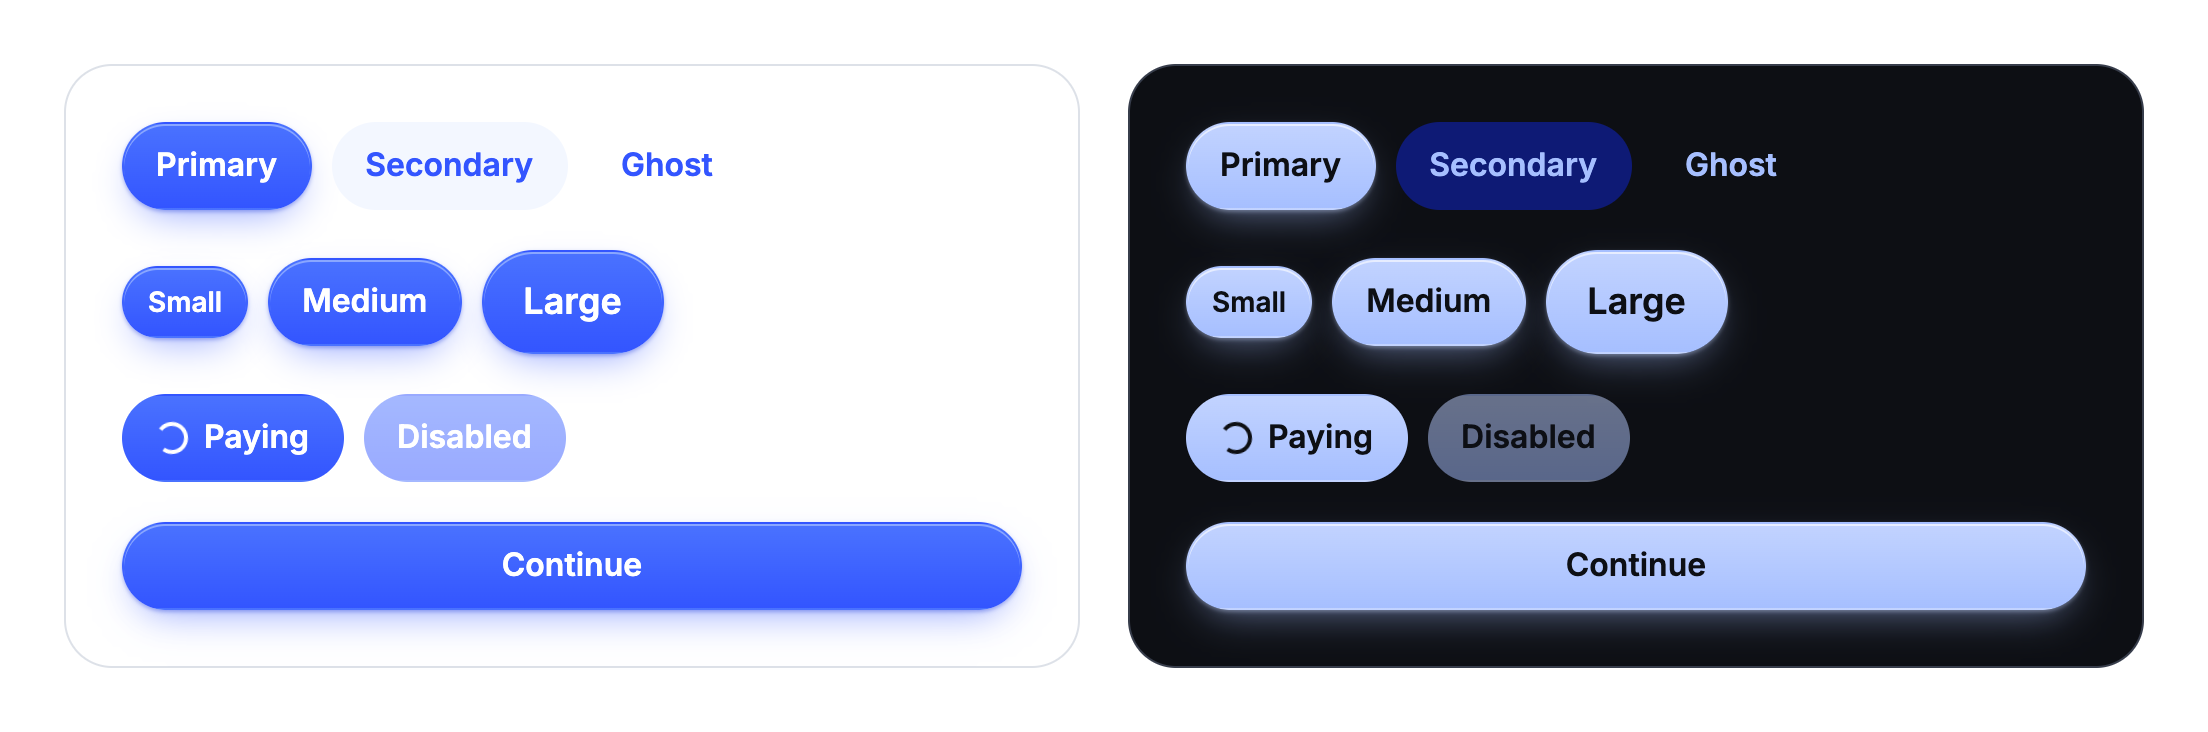 Primary Secondary Ghost
Small Medium Large
Paying Disabled
Continue
Primary Secondary Ghost
Small Medium Large
Paying Disabled
Continue